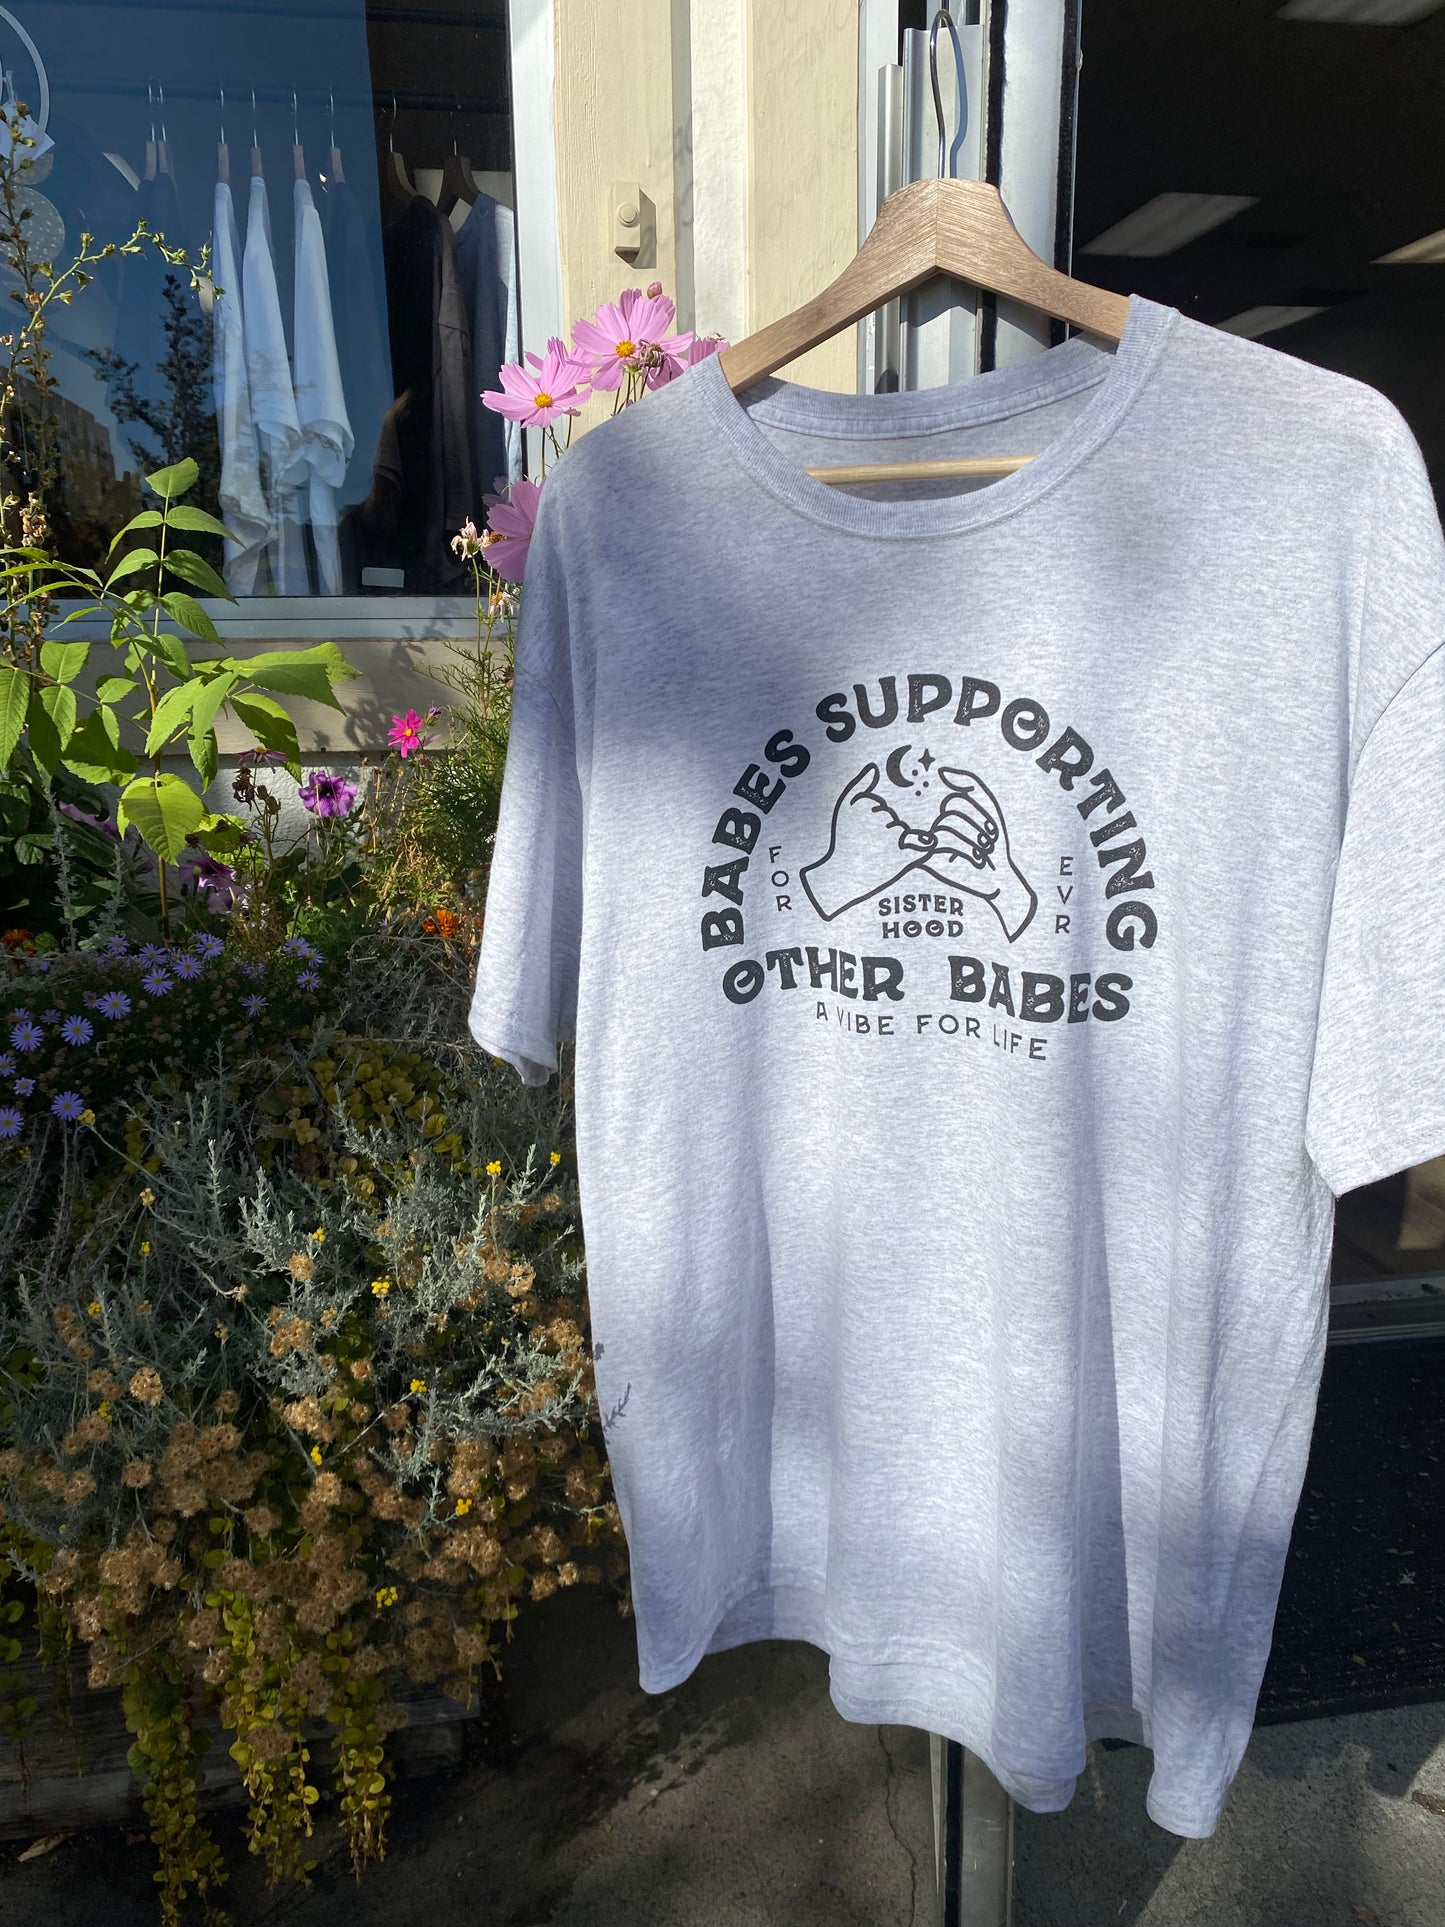 BABES SUPPORTING
FOR
EVR
SISTER
HOOD
OTHER BABES
A VIBE FOR LIFE